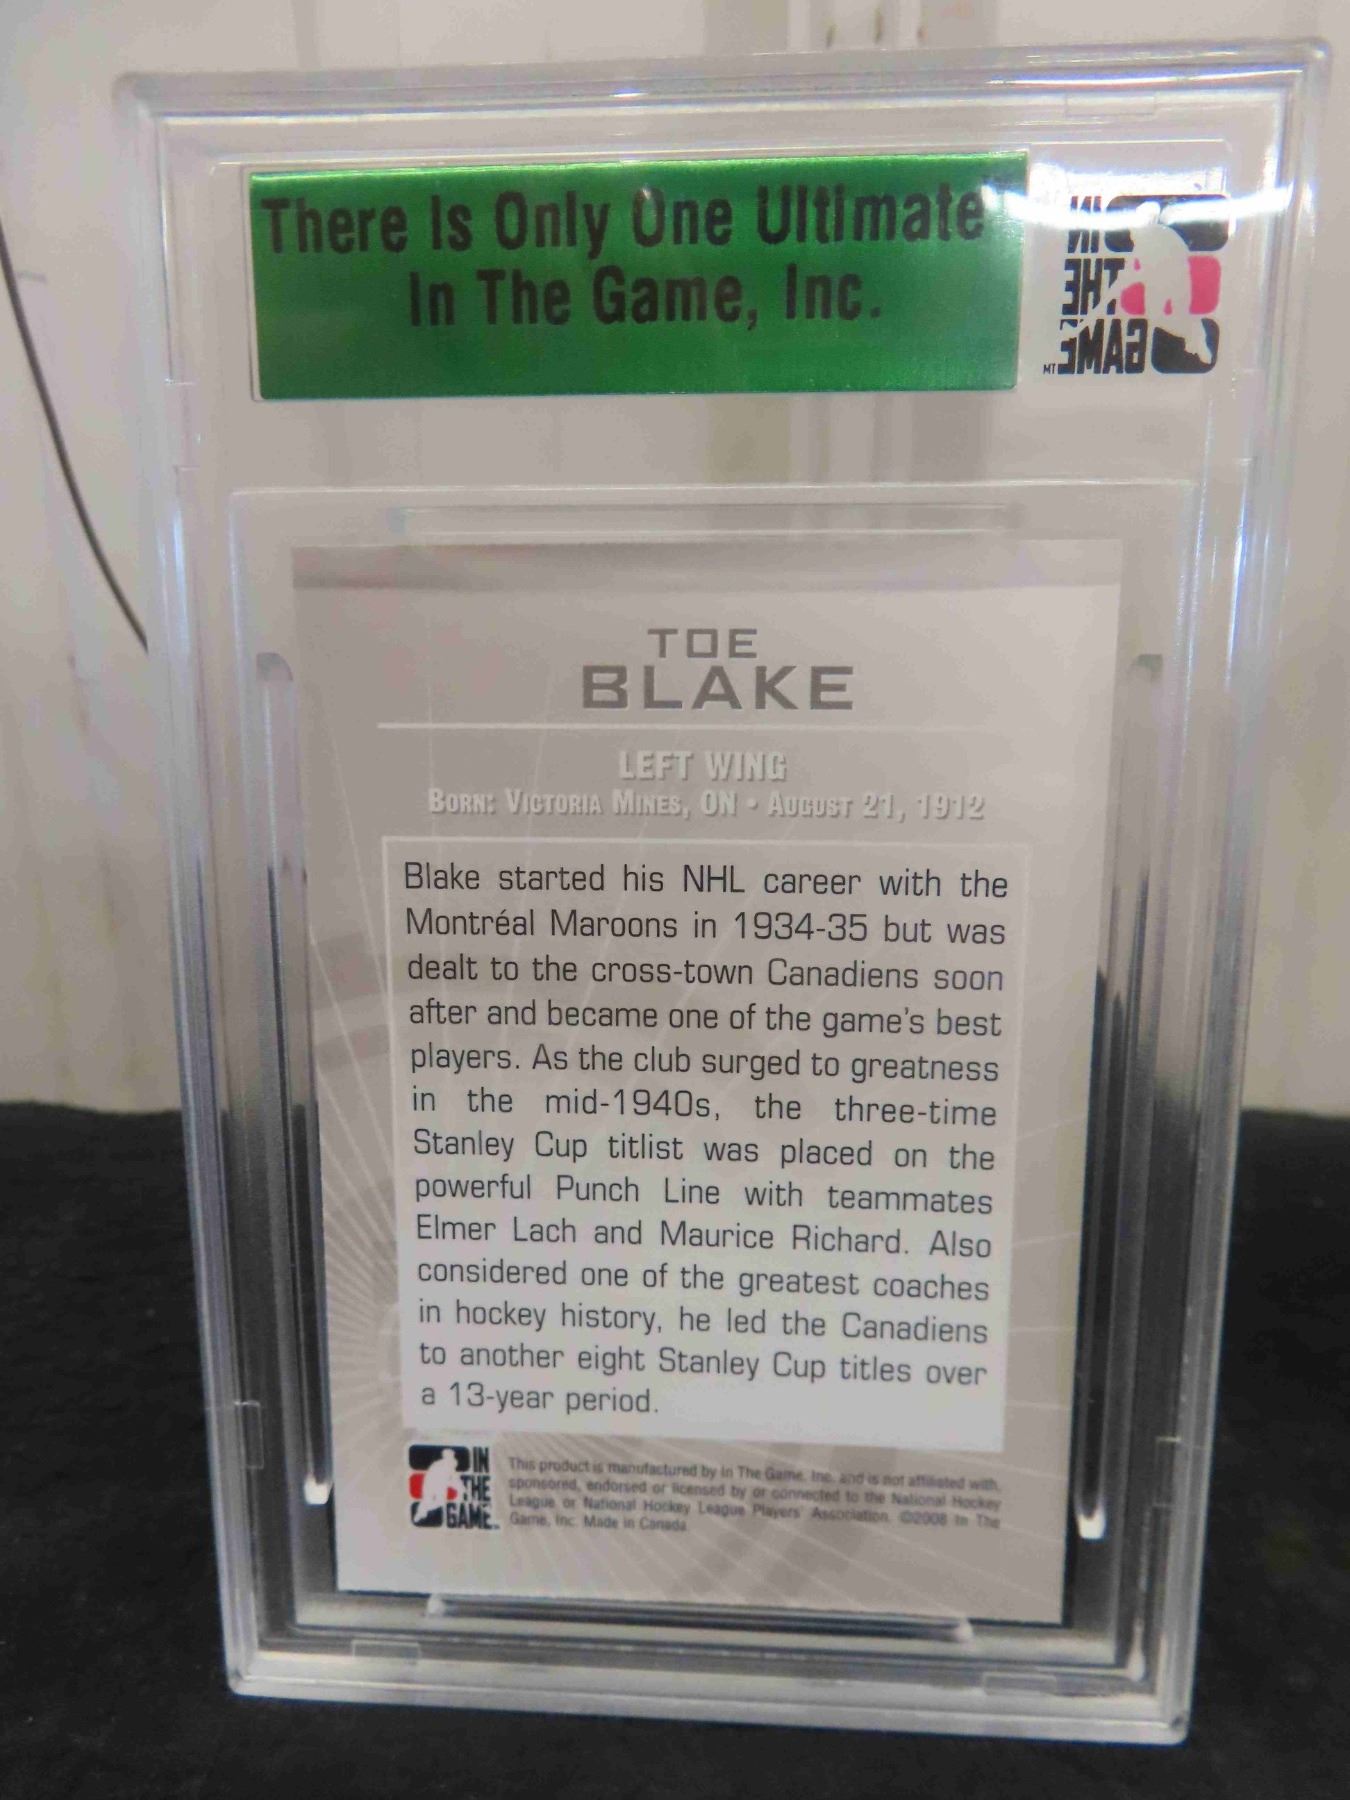 There Is Only One Ultimate™
In The Game, Inc.
IN
THE
GAME™
TOE
BLAKE
LEFT WING
BORN: VICTORIA MINES, ON • AUGUST 21, 1912
Blake started his NHL career with the
Montréal Maroons in 1934-35 but was
dealt to the cross-town Canadiens soon
after and became one of the game's best
players. As the club surged to greatness
in the mid-1940s, the three-time
Stanley Cup titlist was placed on the
powerful Punch Line with teammates
Elmer Lach and Maurice Richard. Also
considered one of the greatest coaches
in hockey history, he led the Canadiens
to another eight Stanley Cup titles over
a 13-year period.
IN
THE
GAME™
This product is manufactured by In The Game, Inc. and is not affiliated with,
sponsored, endorsed or licensed by or connected to the National Hockey
League or National Hockey League Players' Association. ©2008 In The
Game, Inc. Made in Canada